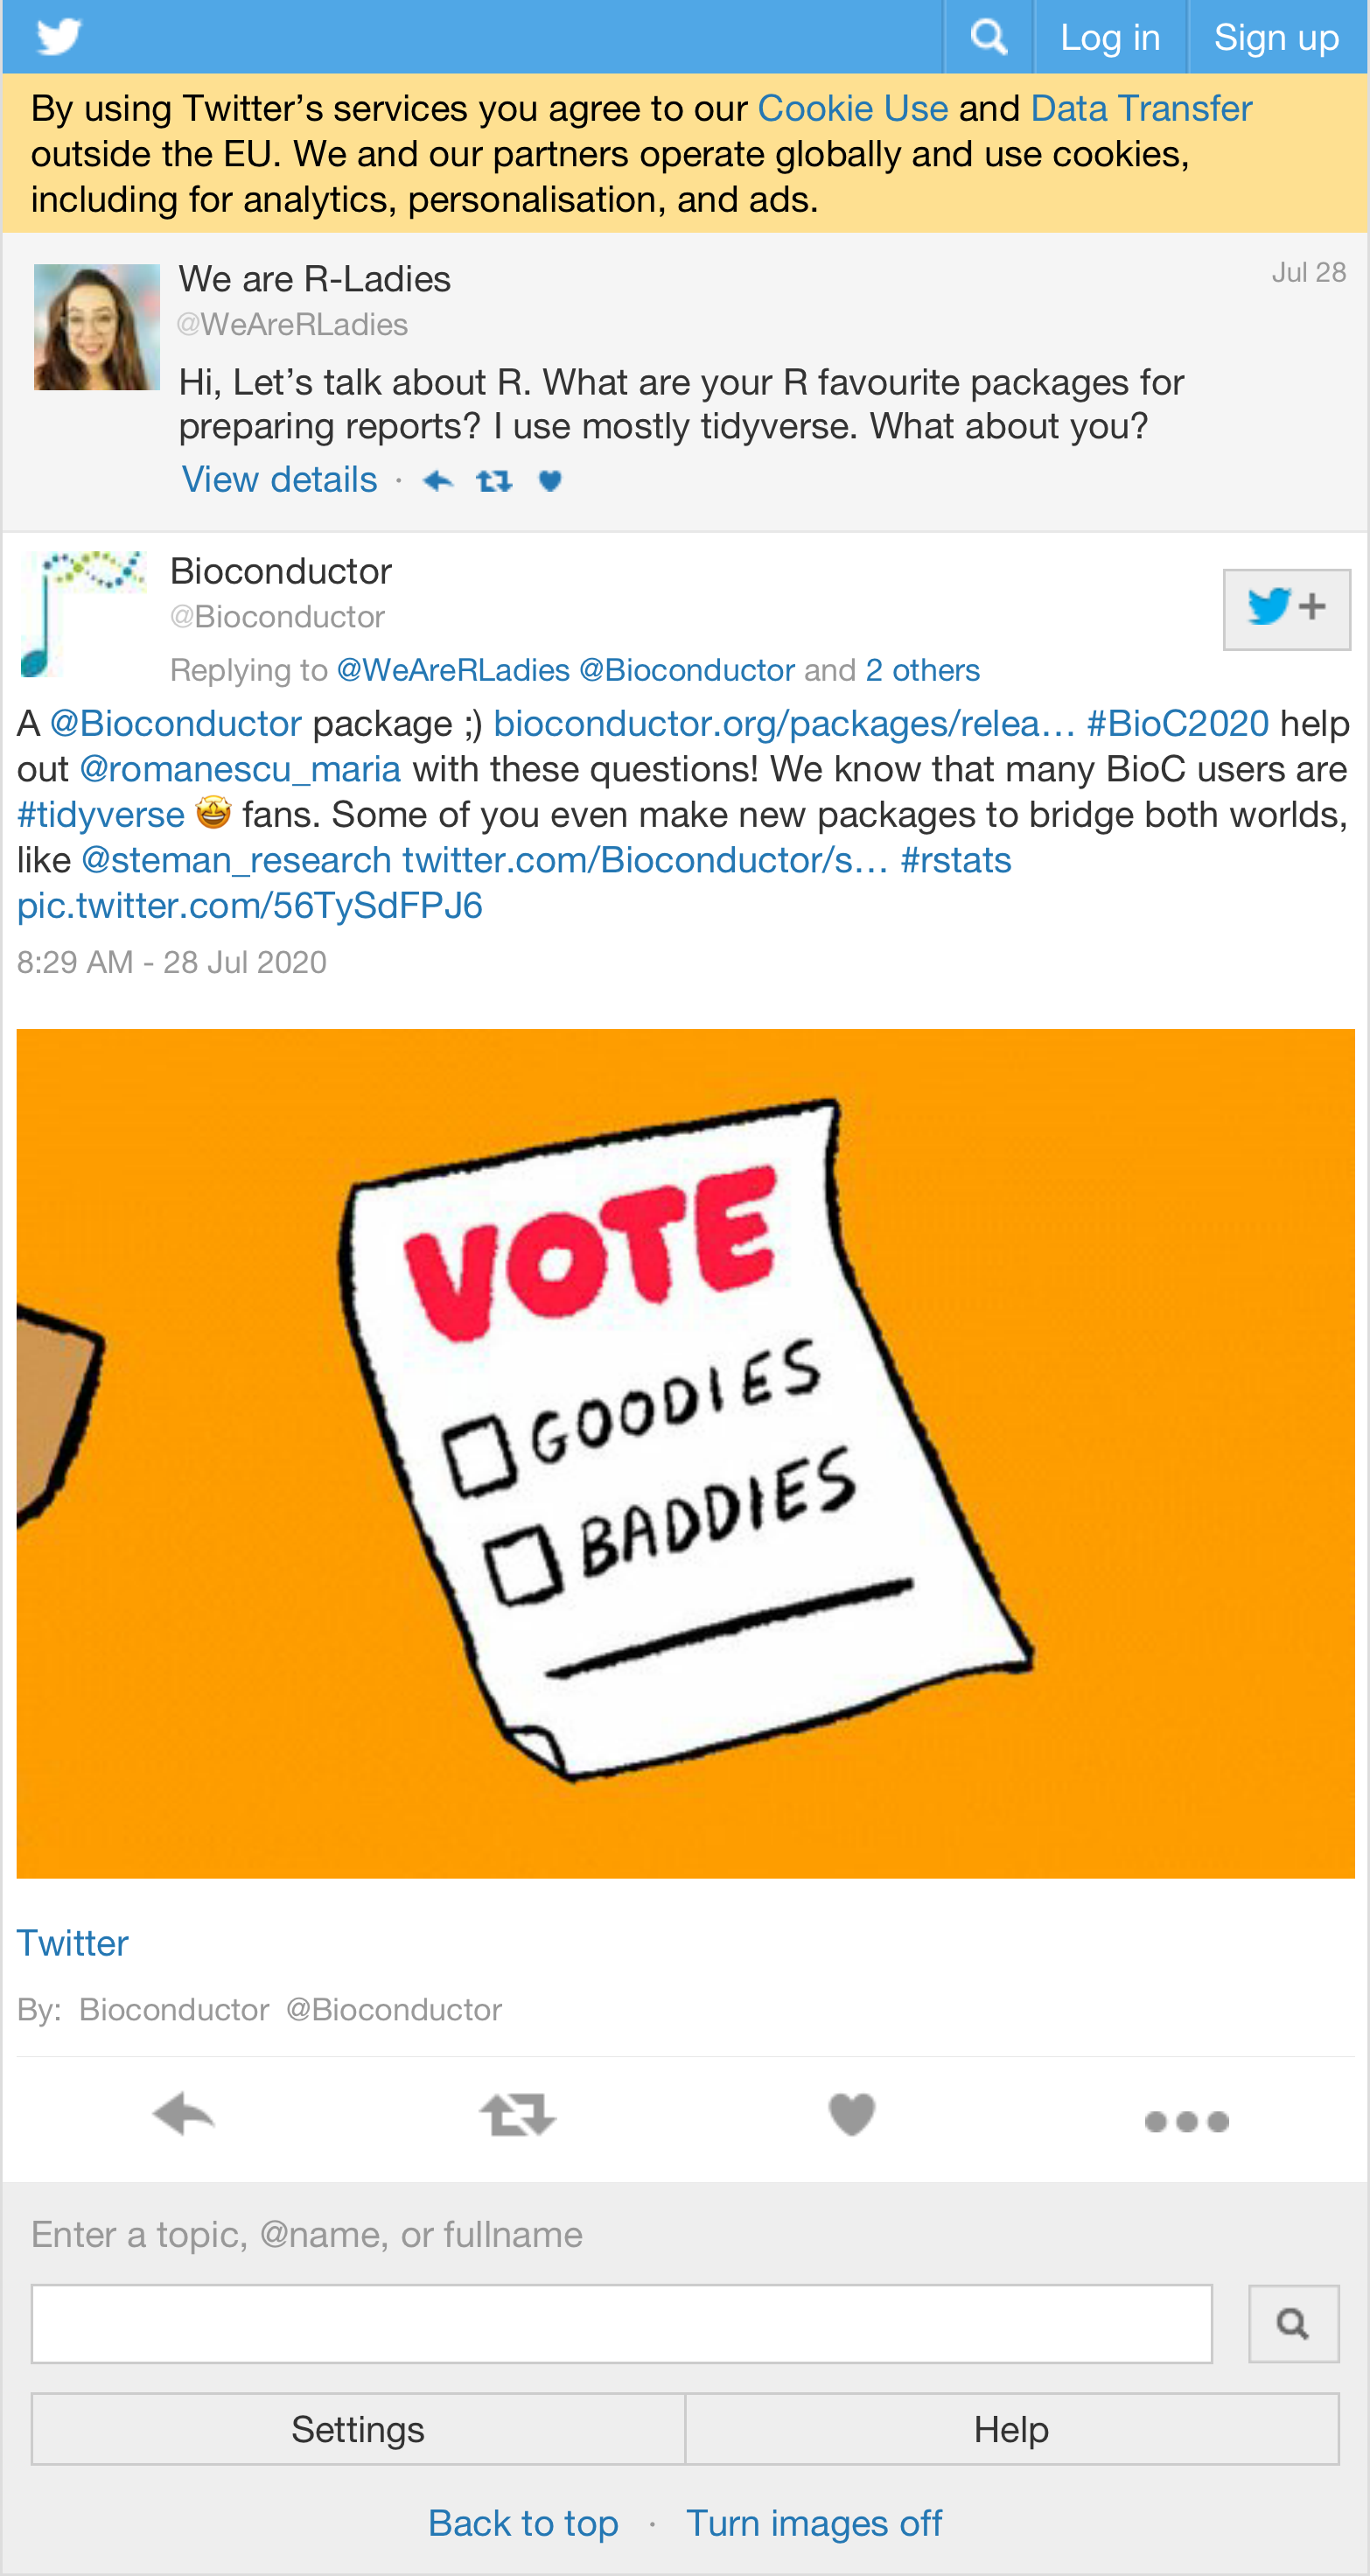 Log in
Sign up
By using Twitter’s services you agree to our Cookie Use and Data Transfer
outside the EU. We and our partners operate globally and use cookies,
including for analytics, personalisation, and ads.
We are R-Ladies
Jul 28
@WeAreRLadies
Hi, Let’s talk about R. What are your R favourite packages for
preparing reports? I use mostly tidyverse. What about you?
View details ·
Bioconductor
@Bioconductor
Replying to @WeAreRLadies @Bioconductor and 2 others
A @Bioconductor package ;) bioconductor.org/packages/relea… #BioC2020 help
out @romanescu_maria with these questions! We know that many BioC users are
#tidyverse 🤩 fans. Some of you even make new packages to bridge both worlds,
like @steman_research twitter.com/Bioconductor/s… #rstats
pic.twitter.com/56TySdFPJ6
8:29 AM - 28 Jul 2020
VOTE
GOODIES
BADDIES
Twitter
By: Bioconductor @Bioconductor
Enter a topic, @name, or fullname
Settings
Help
Back to top · Turn images off